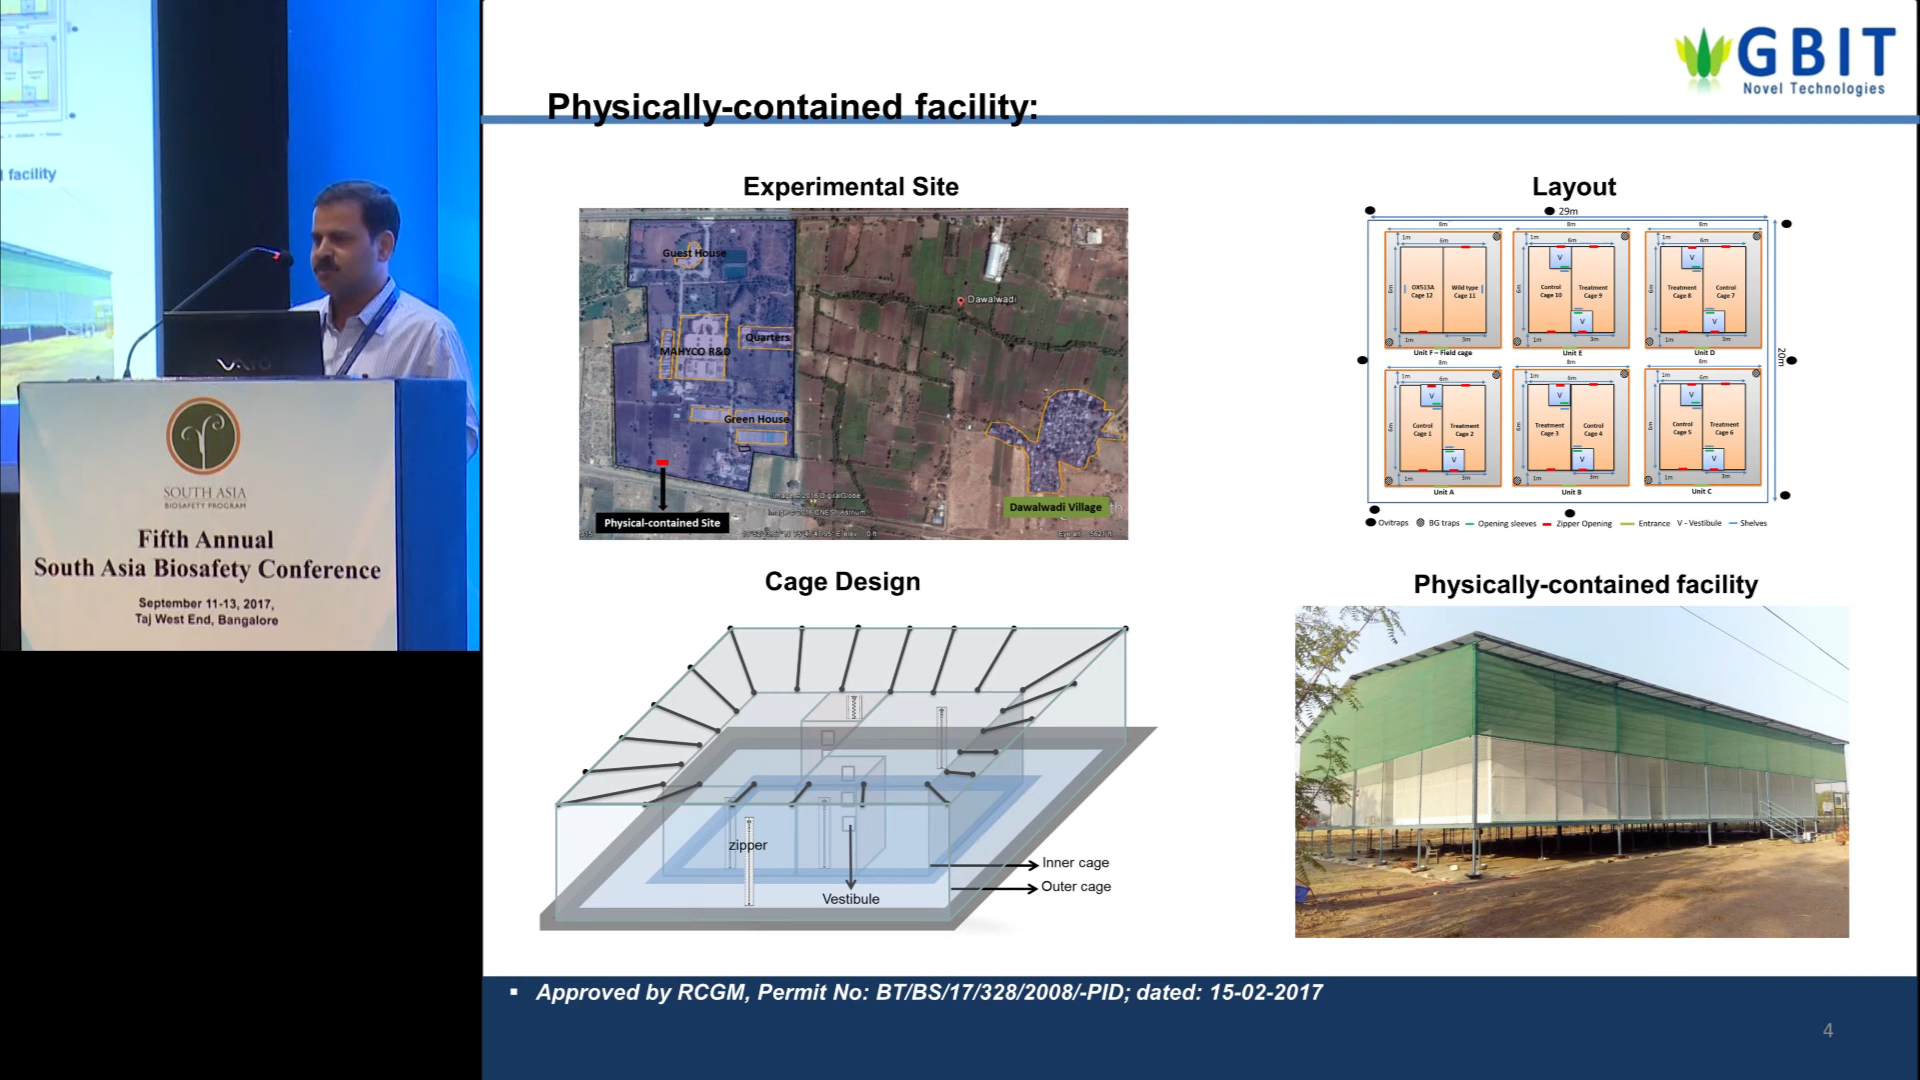 facility
VAIO
SOUTH ASIA
BIOSAFETY PROGRAM
Fifth Annual
South Asia Biosafety Conference
September 11-13, 2017,
Taj West End, Bangalore
GBIT
Novel Technologies
Physically-contained facility:
Experimental Site
Guest House
Dawalwadi
Quarters
MAHYCO R&D
Green House
Physical-contained Site
Dawalwadi Village
Layout
29m
8m 8m 8m
1m 1m 1m
6m 6m 6m
V V
OX513A
Cage 12
Wild type
Cage 11
Control
Cage 10
Treatment
Cage 9
Treatment
Cage 8
Control
Cage 7
6m 6m 6m
V V
1m 1m 3m 1m 3m
Unit F – Field cage
Unit E
Unit D
20m
8m 8m 8m
1m 1m 1m
6m 6m 6m
V V V
Control
Cage 1
Treatment
Cage 2
Treatment
Cage 3
Control
Cage 4
Control
Cage 5
Treatment
Cage 6
6m 6m 6m
V V V
1m 3m 1m 3m 1m 3m
Unit A
Unit B
Unit C
Ovitraps BG traps Opening sleeves Zipper Opening Entrance V - Vestibule Shelves
Cage Design
zipper
Vestibule
Inner cage
Outer cage
Physically-contained facility
▪ Approved by RCGM, Permit No: BT/BS/17/328/2008/-PID; dated: 15-02-2017
4